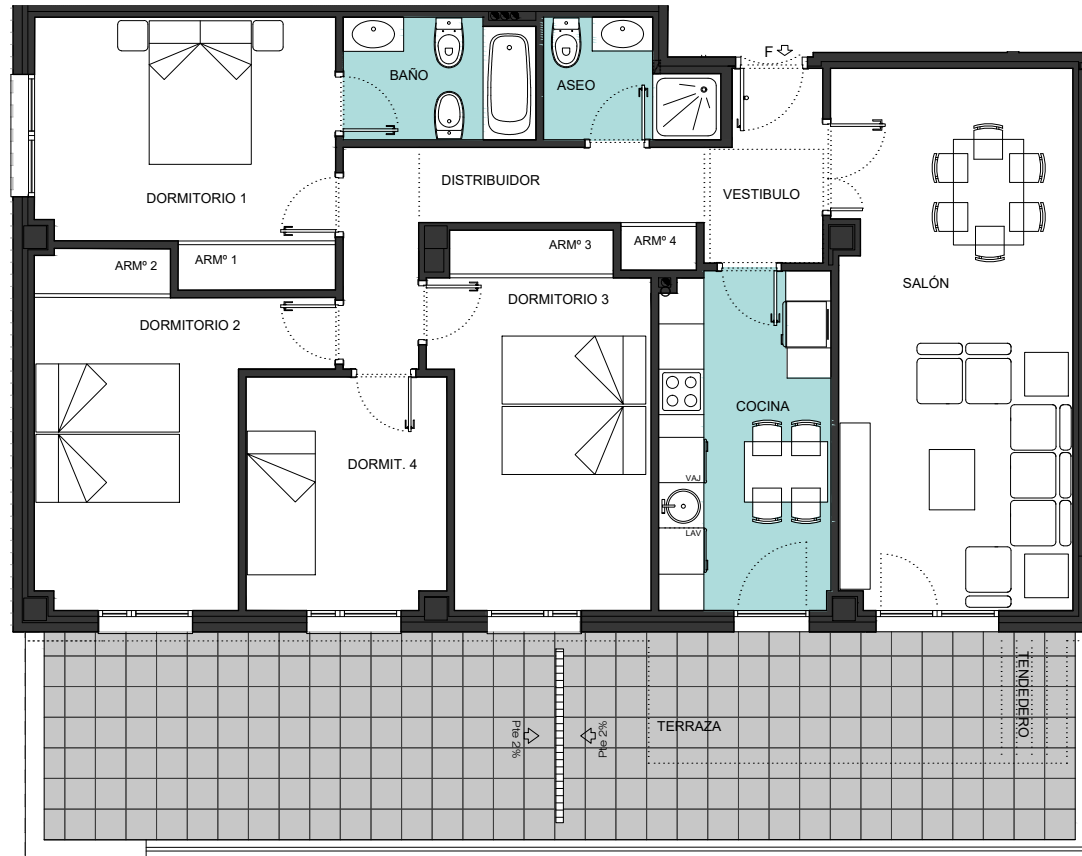 F
BAÑO
ASEO
DISTRIBUIDOR
DORMITORIO 1
VESTIBULO
ARMº 3
ARMº 4
ARMº 1
ARMº 2
SALÓN
DORMITORIO 3
DORMITORIO 2
COCINA
DORMIT. 4
VAJ
LAV
TENDEDERO
TERRAZA
Pte 2%
Pte 2%